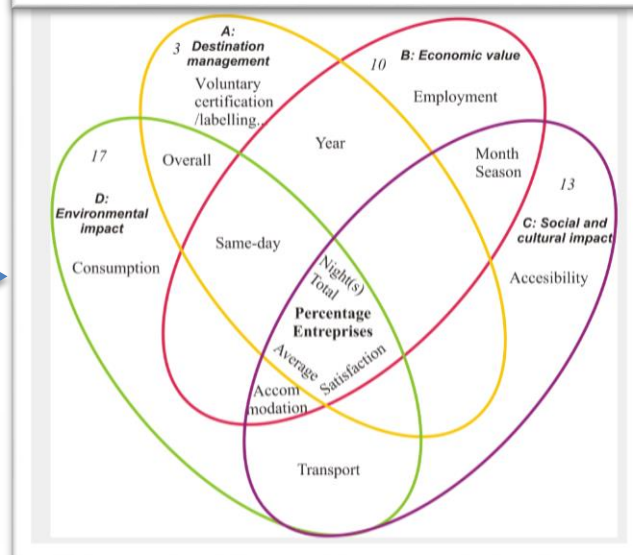 A:
3 Destination
management
Voluntary
certification
/labelling..
10 B: Economic value
Employment
Year
Month
Season
13
C: Social and
cultural impact
Accesibility
17
D:
Environmental
impact
Consumption
Overall
Same-day
Night(s)
Total
Percentage
Entreprises
Average
Satisfaction
Accom
modation
Transport